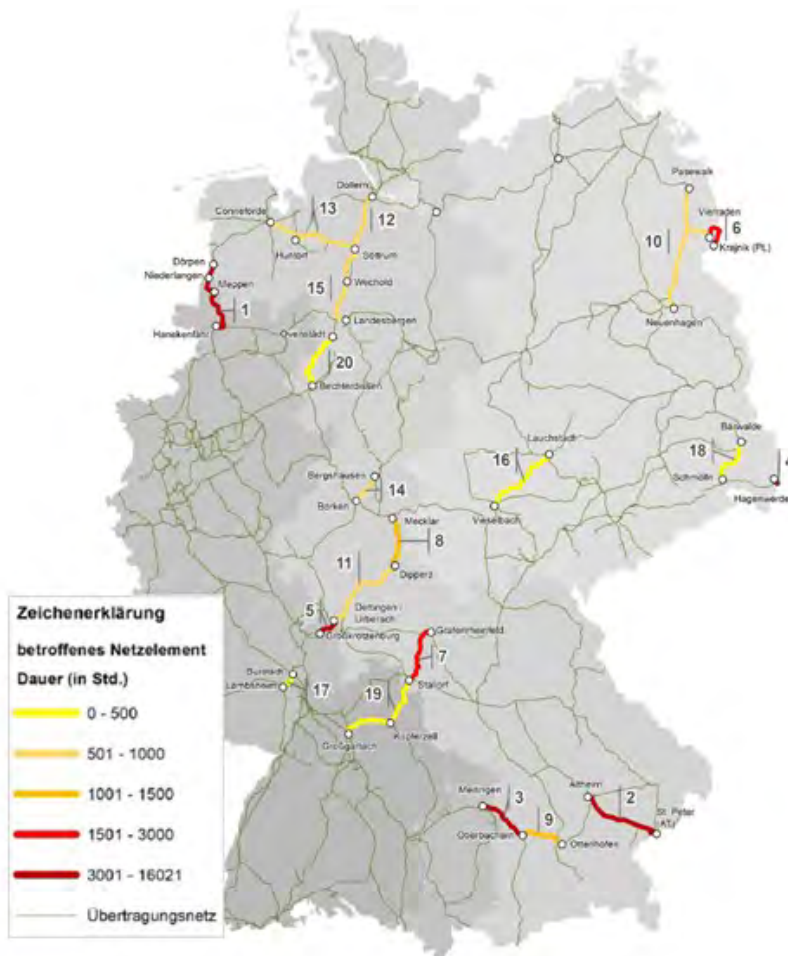 Pasewalk
Dollern
Vierraden
13
12
6
Conneforde
Krajnik (PL)
Huntorf
Sottrum
10
Dörpen
Niederlangen
Meppen
Wechold
15
1
Neuenhagen
Landesbergen
Hanekenfähr
Ovenstädt
20
Bechterdissen
Bärwalde
Lauchstädt
18
4
16
Bergshausen
Schmölln
14
Hagenwerder
Borken
Vieselbach
Mecklar
8
11
Dipperz
Dettingen -
Urberach
5
Grafenrheinfeld
Großkrotzenburg
7
Bürstadt
Stalldorf
Lambsheim
17
19
Kupferzell
Großgartach
Zeichenerklärung
betroffenes Netzelement
Dauer (in Std.)
0 - 500
501 - 1000
1001 - 1500
1501 - 3000
3001 - 16021
Übertragungsnetz
Altheim
Meitingen
3
2
9
St. Peter
(AT)
Oberbachern
Ottenhofen